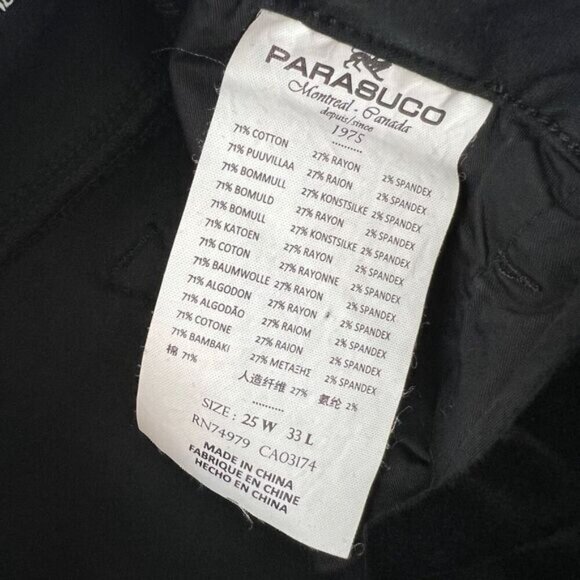 PARASUCO
Montreal - Canada
depuis/since
1975
71% COTTON 27% RAYON 2% SPANDEX
71% PUUVILLAA 27% RAION 2% SPANDEX
71% BOMMULL 27% KONSTSILKE 2% SPANDEX
71% BOMULD 27% RAYON 2% SPANDEX
71% BOMULL 27% KONSTSILKE 2% SPANDEX
71% KATOEN 27% RAYON 2% SPANDEX
71% COTON 27% RAYONNE 2% SPANDEX
71% BAUMWOLLE 27% RAYON 2% SPANDEX
71% ALGODON 27% RAYON 2% SPANDEX
71% ALGODÃO 27% RAIOM 2% SPANDEX
71% COTONE 27% RAION 2% SPANDEX
71% BAMBAKI 27% ΜΕΤΑΞΗΣ 2% SPANDEX
棉 71% 人造纤维 27% 氨纶 2%
SIZE: 25 W 33 L
RN74979 CA03174
MADE IN CHINA
FABRIQUE EN CHINE
HECHO EN CHINA